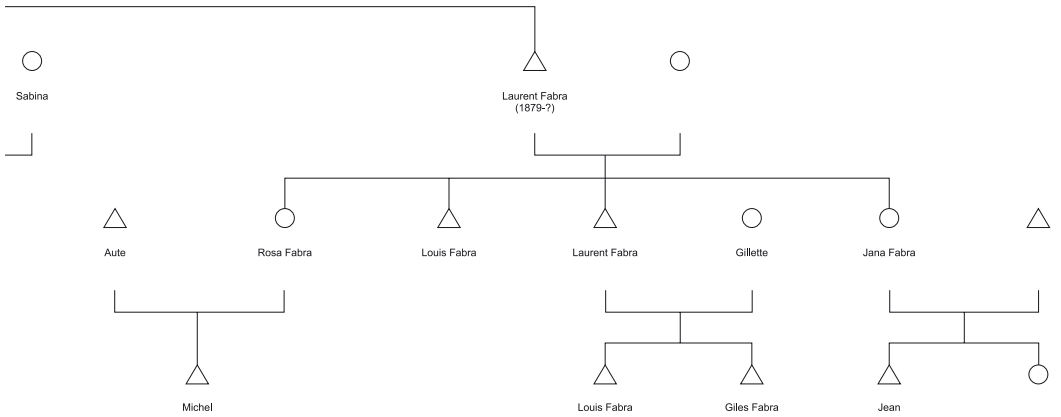 Sabina
Laurent Fabra
(1879-?)
Aute
Rosa Fabra
Louis Fabra
Laurent Fabra
Gillette
Jana Fabra
Michel
Louis Fabra
Giles Fabra
Jean